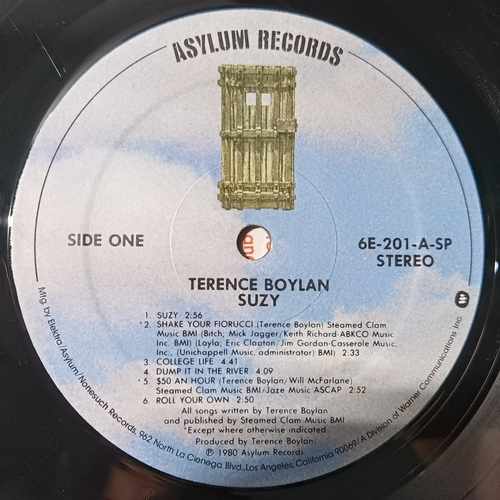 ASYLUM RECORDS
SIDE ONE
6E-201-A-SP
STEREO
TERENCE BOYLAN
SUZY
1. SUZY 2:56
*2. SHAKE YOUR FIORUCCI (Terence Boylan) Steamed Clam
Music BMI (Bitch; Mick Jagger/Keith Richard ABKCO Music
Inc. BMI) (Layla; Eric Clapton/Jim Gordon-Casserole Music
Inc., (Unichappell Music, administrator) BMI) 2:33
3. COLLEGE LIFE 4:41
4. DUMP IT IN THE RIVER 4:09
*5. $50 AN HOUR (Terence Boylan/Will McFarlane)
Steamed Clam Music BMI/Jaze Music ASCAP 2:52
6. ROLL YOUR OWN 2:50
All songs written by Terence Boylan
and published by Steamed Clam Music BMI
*Except where otherwise indicated
Produced by Terence Boylan
Ⓟ 1980 Asylum Records
Mfg. by Elektra/Asylum/Nonesuch Records, 962 North La Cienega Blvd., Los Angeles, California 90069/A Division of Warner Communications Inc.